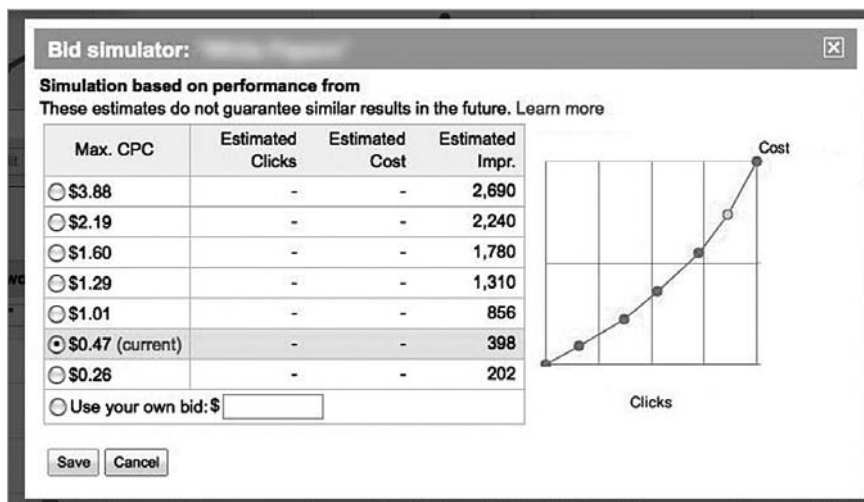 Bid simulator:
Simulation based on performance from
These estimates do not guarantee similar results in the future. Learn more
Max. CPC Estimated Clicks Estimated Cost Estimated Impr.
$3.88 - - 2,690
$2.19 - - 2,240
$1.60 - - 1,780
$1.29 - - 1,310
$1.01 - - 856
$0.47 (current) - - 398
$0.26 - - 202
Use your own bid: $
Cost
Clicks
Save Cancel